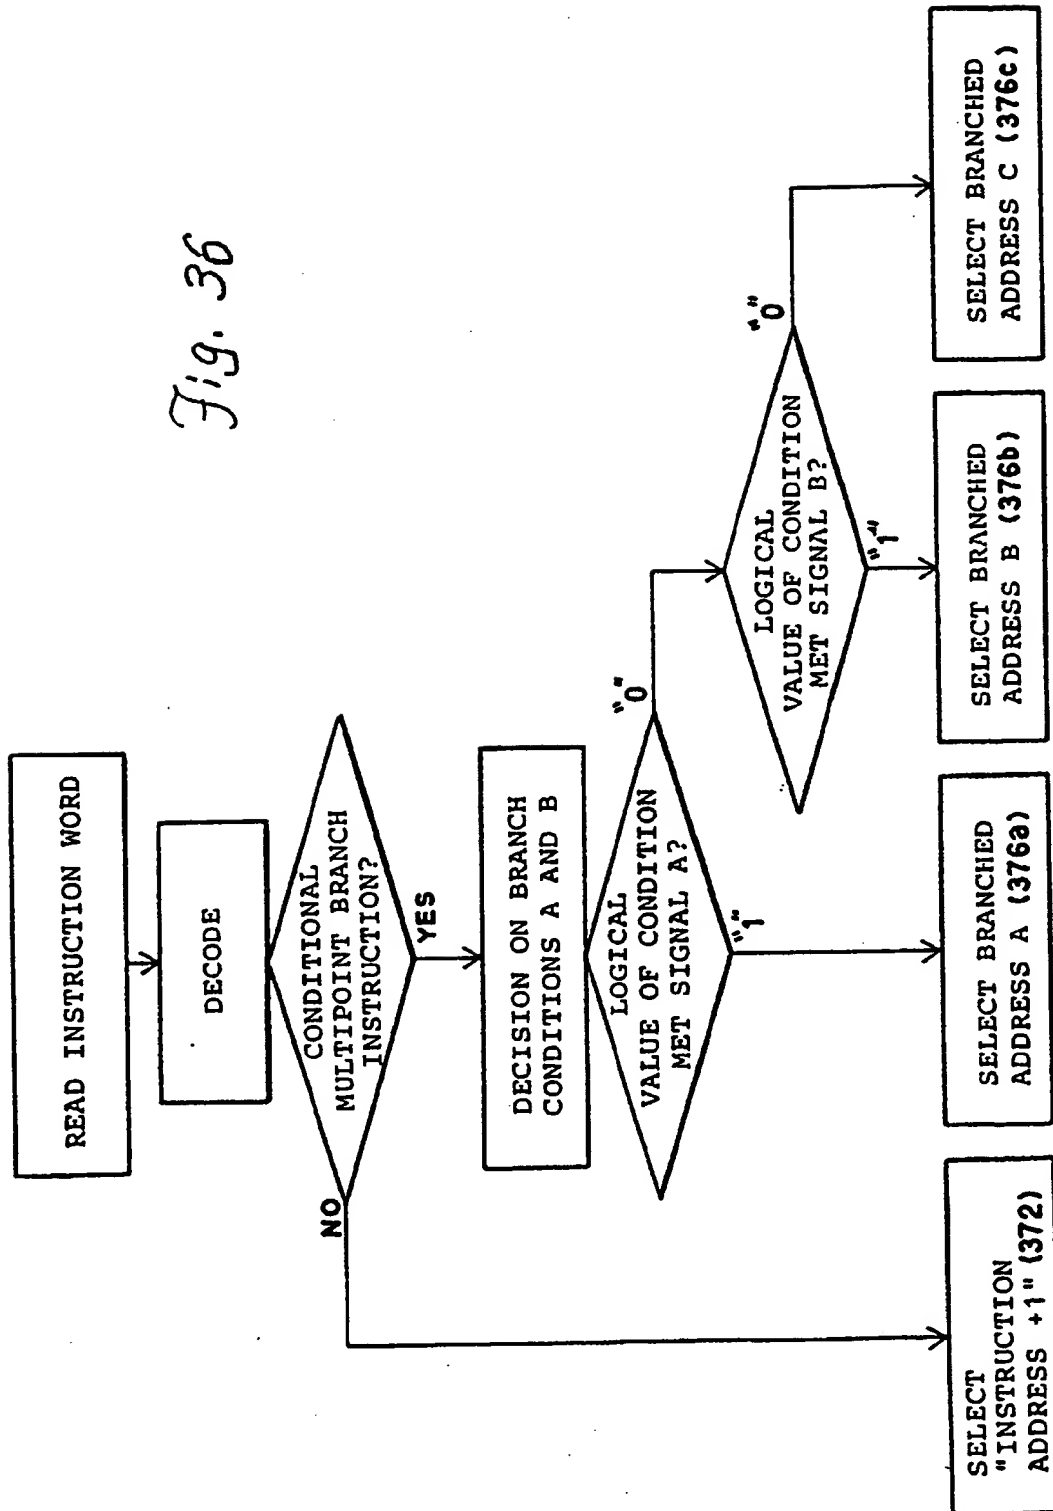 Fig. 36
READ INSTRUCTION WORD
DECODE
CONDITIONAL
MULTIPOINT BRANCH
INSTRUCTION?
NO
YES
DECISION ON BRANCH
CONDITIONS A AND B
LOGICAL
VALUE OF CONDITION
MET SIGNAL A?
"0"
"1"
LOGICAL
VALUE OF CONDITION
MET SIGNAL B?
"0"
"1"
SELECT
"INSTRUCTION
ADDRESS +1" (372)
SELECT BRANCHED
ADDRESS A (376a)
SELECT BRANCHED
ADDRESS B (376b)
SELECT BRANCHED
ADDRESS C (376c)